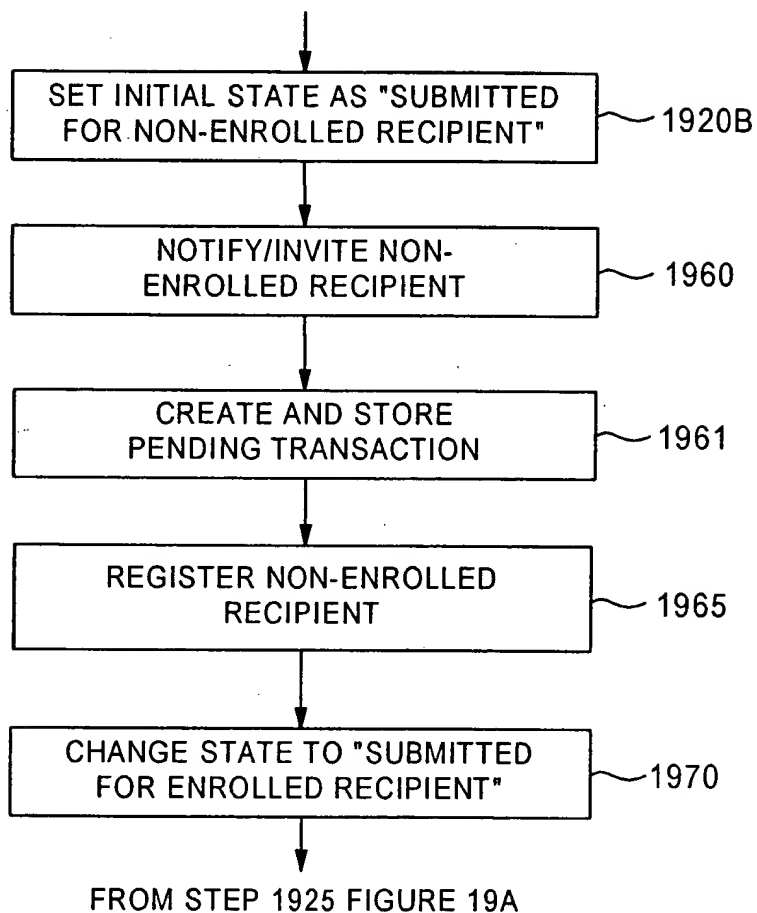 SET INITIAL STATE AS "SUBMITTED
FOR NON-ENROLLED RECIPIENT"
1920B
NOTIFY/INVITE NON-
ENROLLED RECIPIENT
1960
CREATE AND STORE
PENDING TRANSACTION
1961
REGISTER NON-ENROLLED
RECIPIENT
1965
CHANGE STATE TO "SUBMITTED
FOR ENROLLED RECIPIENT"
1970
FROM STEP 1925 FIGURE 19A